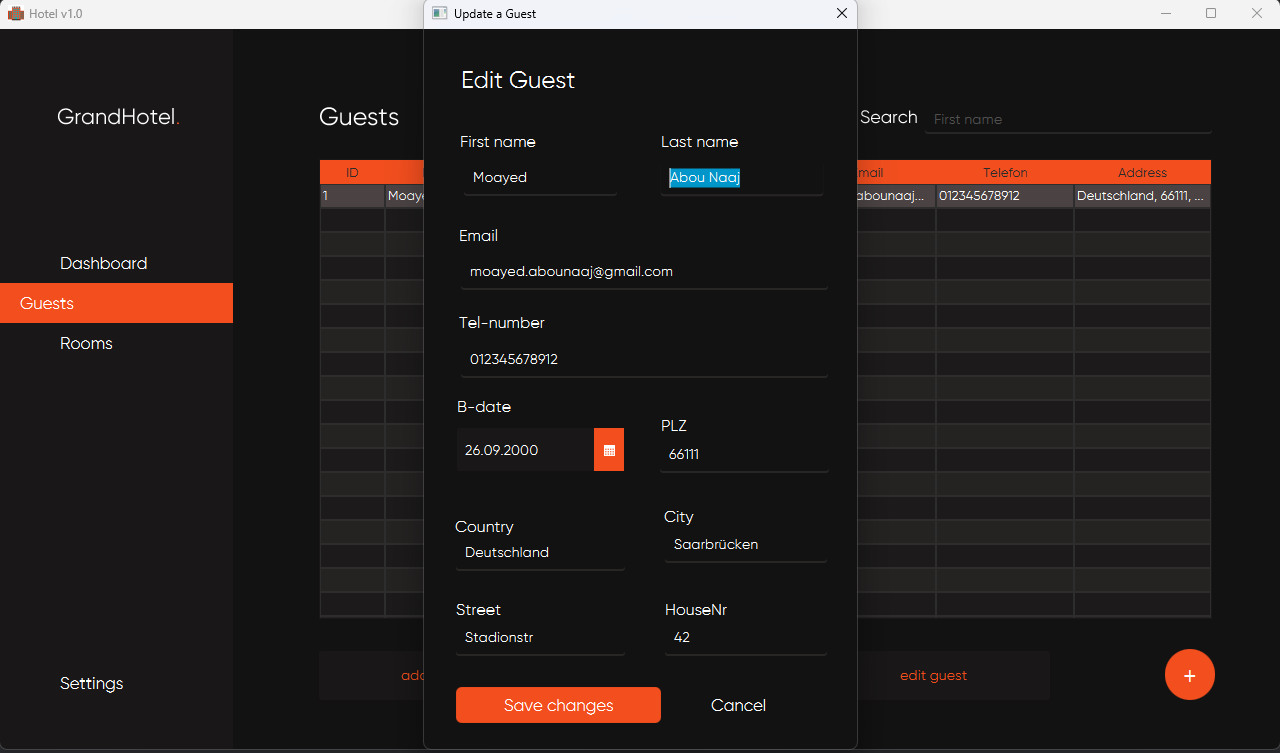 Hotel v1.0
Update a Guest
GrandHotel.
Dashboard
Guests
Rooms
Settings
Guests
Search First name
ID
mail Telefon Address
1 Moaye abounaaj... 012345678912 Deutschland, 66111, ...
edit guest
+
Edit Guest
First name Last name
Moayed Abou Naaj
Email
moayed.abounaaj@gmail.com
Tel-number
012345678912
B-date PLZ
26.09.2000 66111
Country City
Deutschland Saarbrücken
Street HouseNr
Stadionstr 42
Save changes Cancel